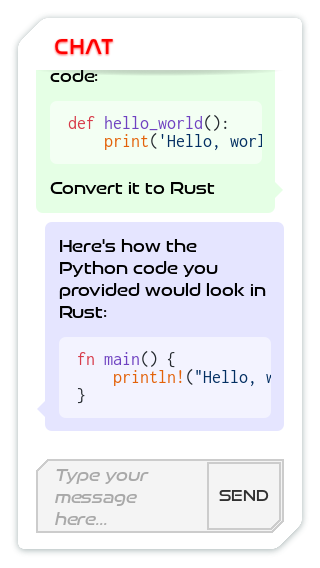 CHAT
code:
def hello_world():
print('Hello, worl
Convert it to Rust
Here's how the
Python code you
provided would look in
Rust:
fn main() {
println!("Hello, w
}
Type your
message
here...
SEND